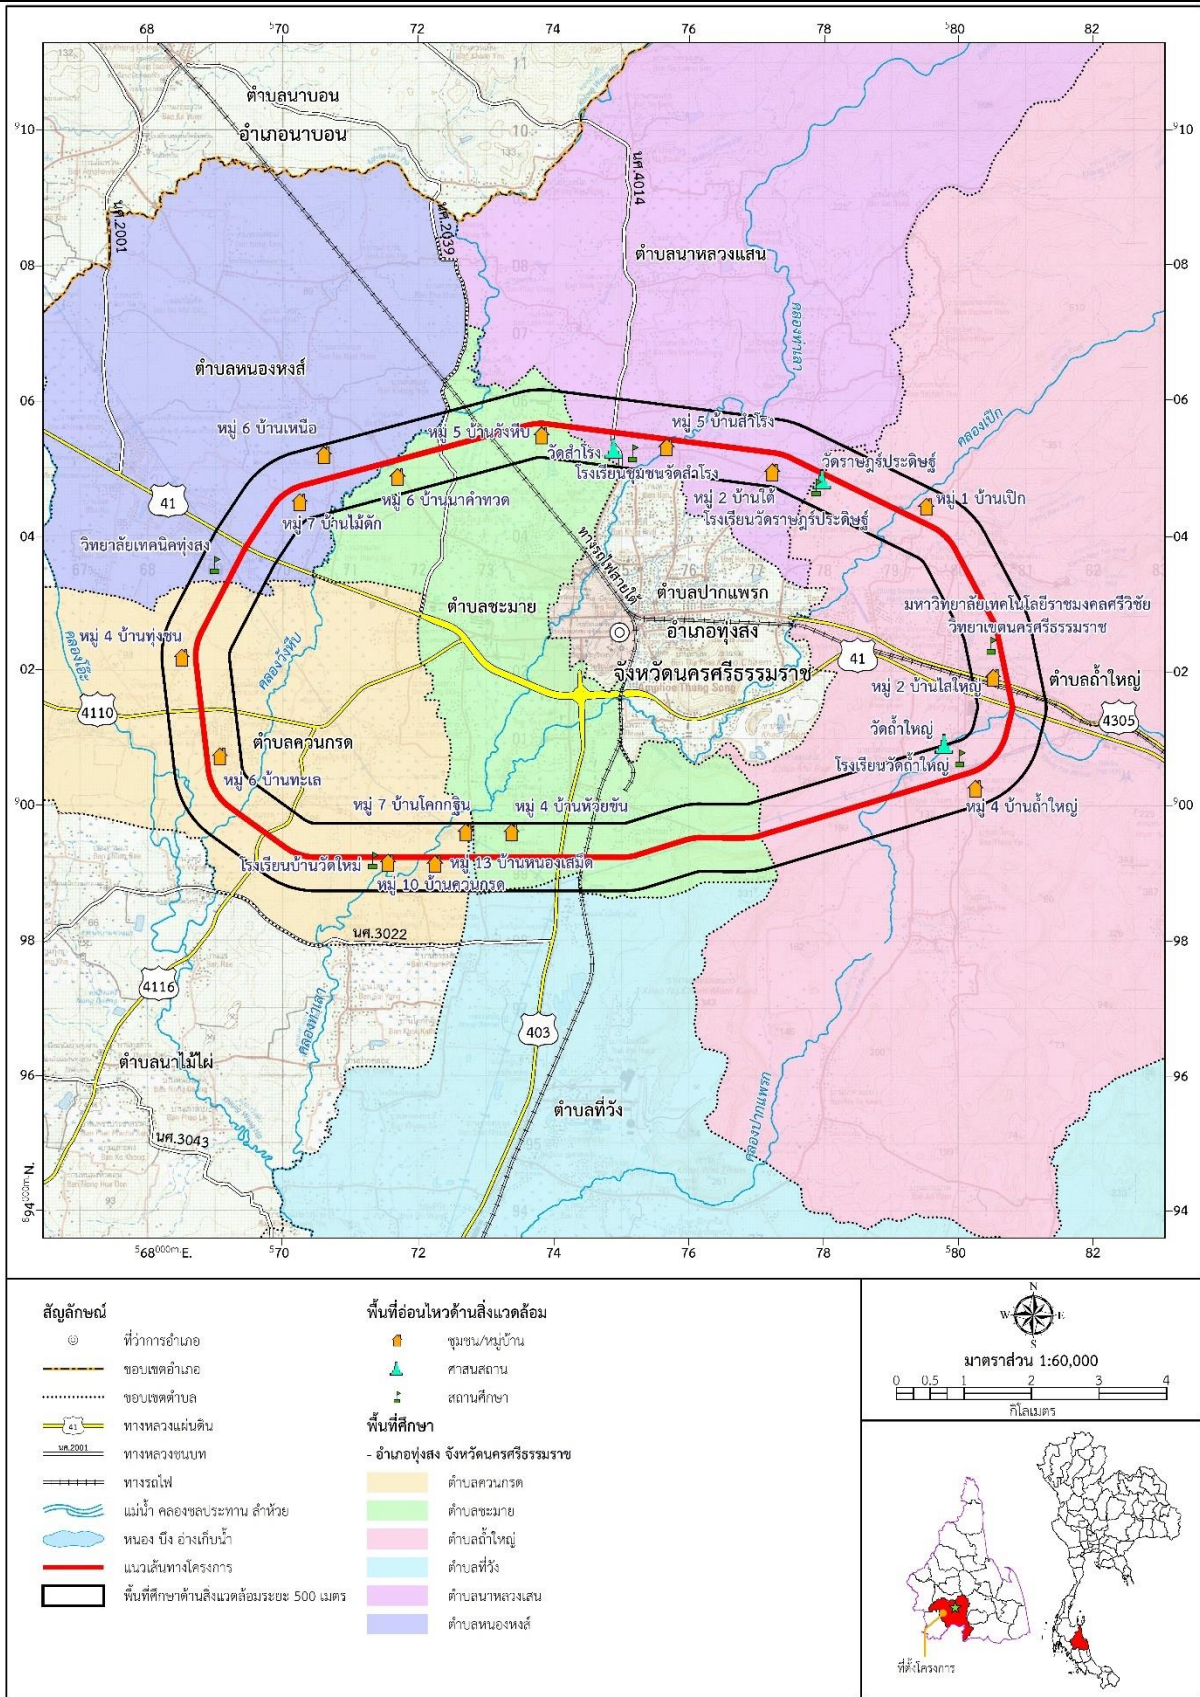 68
⁵70
72
74
76
78
⁵80
82
ตำบลนาบอน
อำเภอนาบอน
⁹10
⁹10
นศ.4014
นศ.2001
นศ.2039
ตำบลนาหลวงแสน
08
08
คลองท่าเลา
ตำบลหนองหงส์
06
06
คลองเปิก
หมู่ 6 บ้านเหนือ
หมู่ 5 บ้านวังหีบ
หมู่ 5 บ้านสำโรง
วัดสำโรง
วัดราษฎร์ประดิษฐ์
โรงเรียนชุมชนวัดสำโรง
หมู่ 6 บ้านนาคำทวด
หมู่ 2 บ้านใต้
หมู่ 1 บ้านเปิก
41
หมู่ 7 บ้านไม้ดัก
โรงเรียนวัดราษฎร์ประดิษฐ์
04
04
วิทยาลัยเทคนิคทุ่งสง
ทางรถไฟสายใต้
ตำบลปากแพรก
ตำบลชะมาย
มหาวิทยาลัยเทคโนโลยีราชมงคลศรีวิชัย
วิทยาเขตนครศรีธรรมราช
อำเภอทุ่งสง
หมู่ 4 บ้านทุ่งชน
คลองโอ๊ะ
คลองวังหีบ
02
02
41
จังหวัดนครศรีธรรมราช
หมู่ 2 บ้านไสใหญ่
ตำบลถ้ำใหญ่
4110
4305
วัดถ้ำใหญ่
ตำบลควนกรด
โรงเรียนวัดถ้ำใหญ่
หมู่ 6 บ้านทะเล
⁹00
⁹00
หมู่ 7 บ้านโคกกฐิน
หมู่ 4 บ้านห้วยขัน
หมู่ 4 บ้านถ้ำใหญ่
โรงเรียนบ้านวัดใหม่
หมู่ 13 บ้านหนองเสม็ด
หมู่ 10 บ้านควนกรด
นศ.3022
98
98
4116
คลองท่าเลา
403
ตำบลนาไม้ไผ่
96
96
ตำบลที่วัง
คลองปากแพรก
นศ.3043
⁸94⁰⁰⁰ᵐ·N.
94
⁵68⁰⁰⁰ᵐ·E.
⁵70
72
74
76
78
⁵80
82
สัญลักษณ์
ที่ว่าการอำเภอ
ขอบเขตอำเภอ
ขอบเขตตำบล
41
ทางหลวงแผ่นดิน
นศ.2001
ทางหลวงชนบท
ทางรถไฟ
แม่น้ำ คลองชลประทาน ลำห้วย
หนอง บึง อ่างเก็บน้ำ
แนวเส้นทางโครงการ
พื้นที่ศึกษาด้านสิ่งแวดล้อมระยะ 500 เมตร
พื้นที่อ่อนไหวด้านสิ่งแวดล้อม
ชุมชน/หมู่บ้าน
ศาสนสถาน
สถานศึกษา
พื้นที่ศึกษา
- อำเภอทุ่งสง จังหวัดนครศรีธรรมราช
ตำบลควนกรด
ตำบลชะมาย
ตำบลถ้ำใหญ่
ตำบลที่วัง
ตำบลนาหลวงเสน
ตำบลหนองหงส์
N
W
E
S
มาตราส่วน 1:60,000
0 0.5 1 2 3 4
กิโลเมตร
ที่ตั้งโครงการ